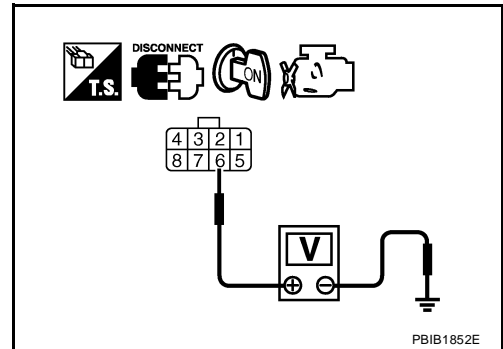 DISCONNECT
T.S.
ON
4 3 2 1
8 7 6 5
V
+ −
PBIB1852E